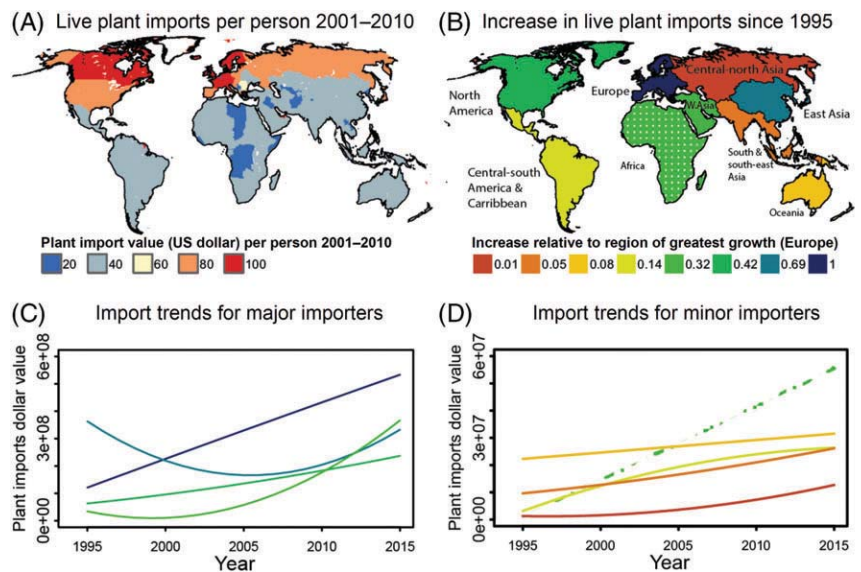 (A) Live plant imports per person 2001–2010
Plant import value (US dollar) per person 2001–2010
20 40 60 80 100
(B) Increase in live plant imports since 1995
Central-north Asia
North
America
Europe
W.Asia
East Asia
Africa
South &
south-east
Asia
Central-south
America &
Carribbean
Oceania
Increase relative to region of greatest growth (Europe)
0.01 0.05 0.08 0.14 0.32 0.42 0.69 1
(C) Import trends for major importers
Plant imports dollar value
6e+08
3e+08
0e+00
1995 2000 2005 2010 2015
Year
(D) Import trends for minor importers
Plant imports dollar value
6e+07
3e+07
0e+00
1995 2000 2005 2010 2015
Year